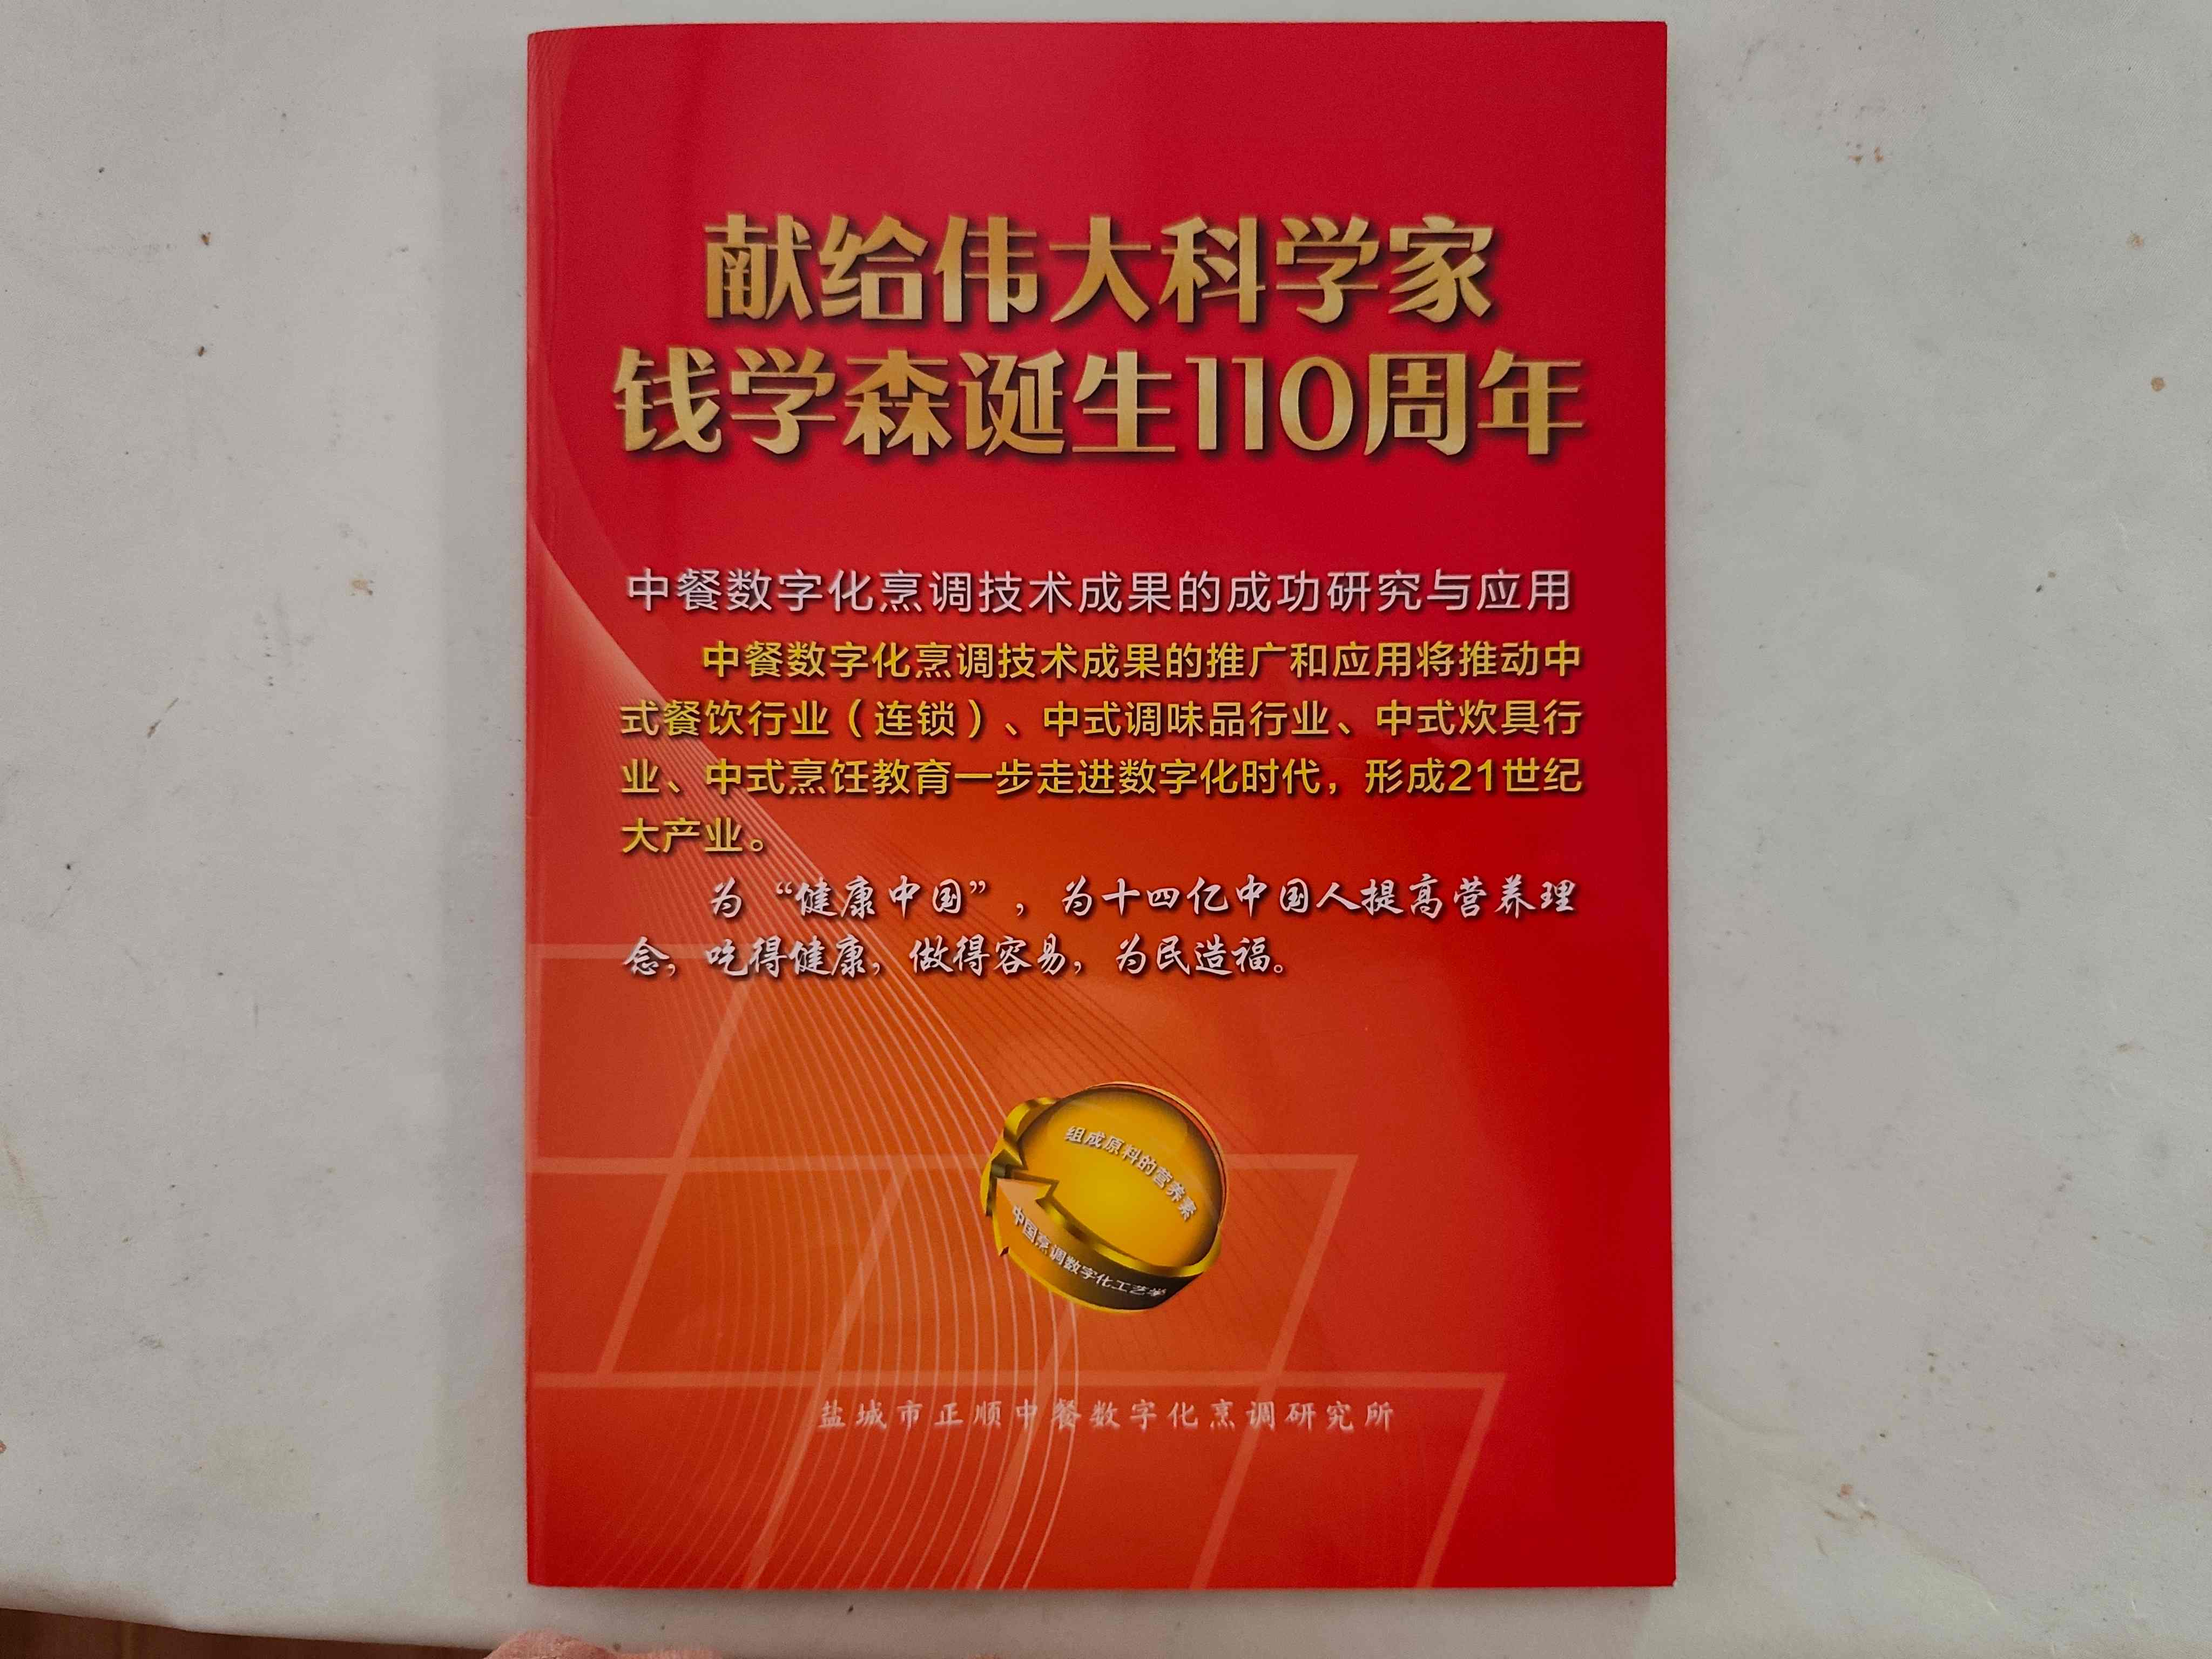 献给伟大科学家
钱学森诞生110周年
中餐数字化烹调技术成果的成功研究与应用
中餐数字化烹调技术成果的推广和应用将推动中
式餐饮行业（连锁）、中式调味品行业、中式炊具行
业、中式烹饪教育一步走进数字化时代，形成21世纪
大产业。
为“健康中国”，为十四亿中国人提高营养理
念，吃得健康，做得容易，为民造福。
组成原料的营养素
中国烹调数字化工艺学
盐城市正顺中餐数字化烹调研究所